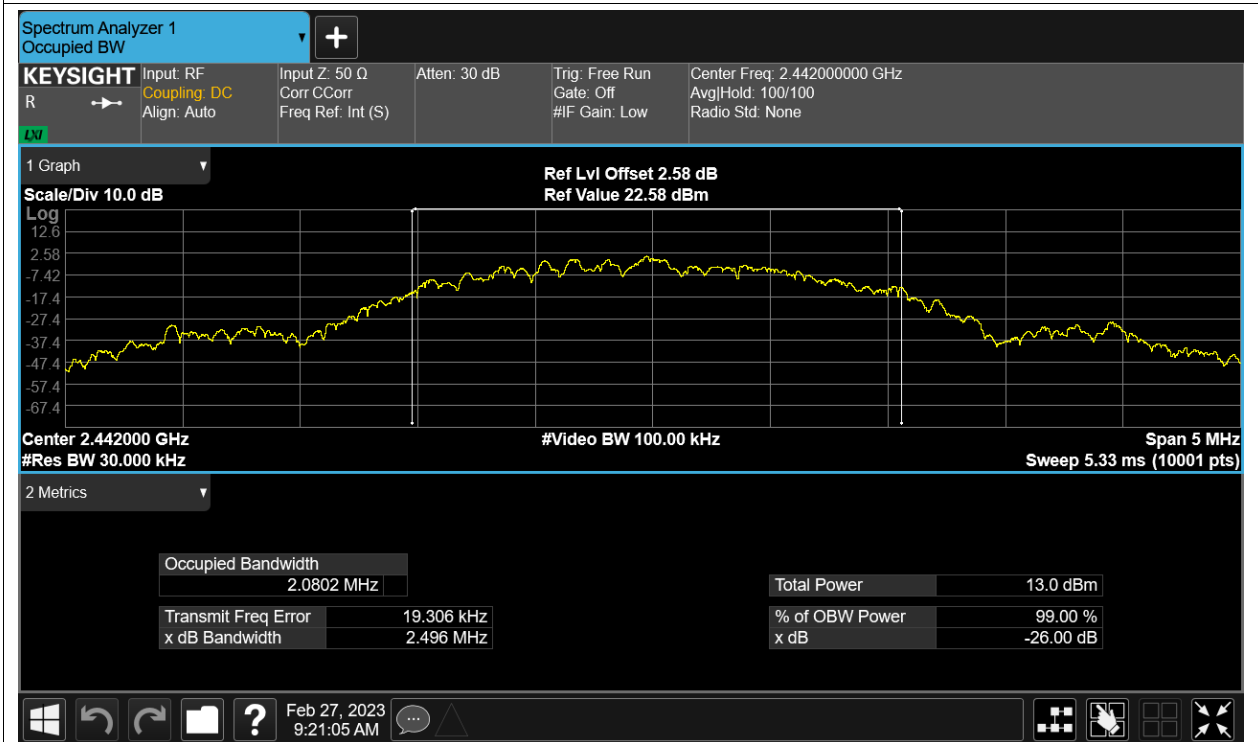 Spectrum Analyzer 1
Occupied BW
KEYSIGHT
R
LXI
Input: RF
Coupling: DC
Align: Auto
Input Z: 50 Ω
Corr CCorr
Freq Ref: Int (S)
Atten: 30 dB
Trig: Free Run
Gate: Off
#IF Gain: Low
Center Freq: 2.442000000 GHz
Avg|Hold: 100/100
Radio Std: None
1 Graph
Scale/Div 10.0 dB
Ref Lvl Offset 2.58 dB
Ref Value 22.58 dBm
Log
12.6
2.58
-7.42
-17.4
-27.4
-37.4
-47.4
-57.4
-67.4
Center 2.442000 GHz
#Video BW 100.00 kHz
Span 5 MHz
#Res BW 30.000 kHz
Sweep 5.33 ms (10001 pts)
2 Metrics
Occupied Bandwidth
2.0802 MHz
Total Power 13.0 dBm
Transmit Freq Error 19.306 kHz
% of OBW Power 99.00 %
x dB Bandwidth 2.496 MHz
x dB -26.00 dB
?
Feb 27, 2023
9:21:05 AM